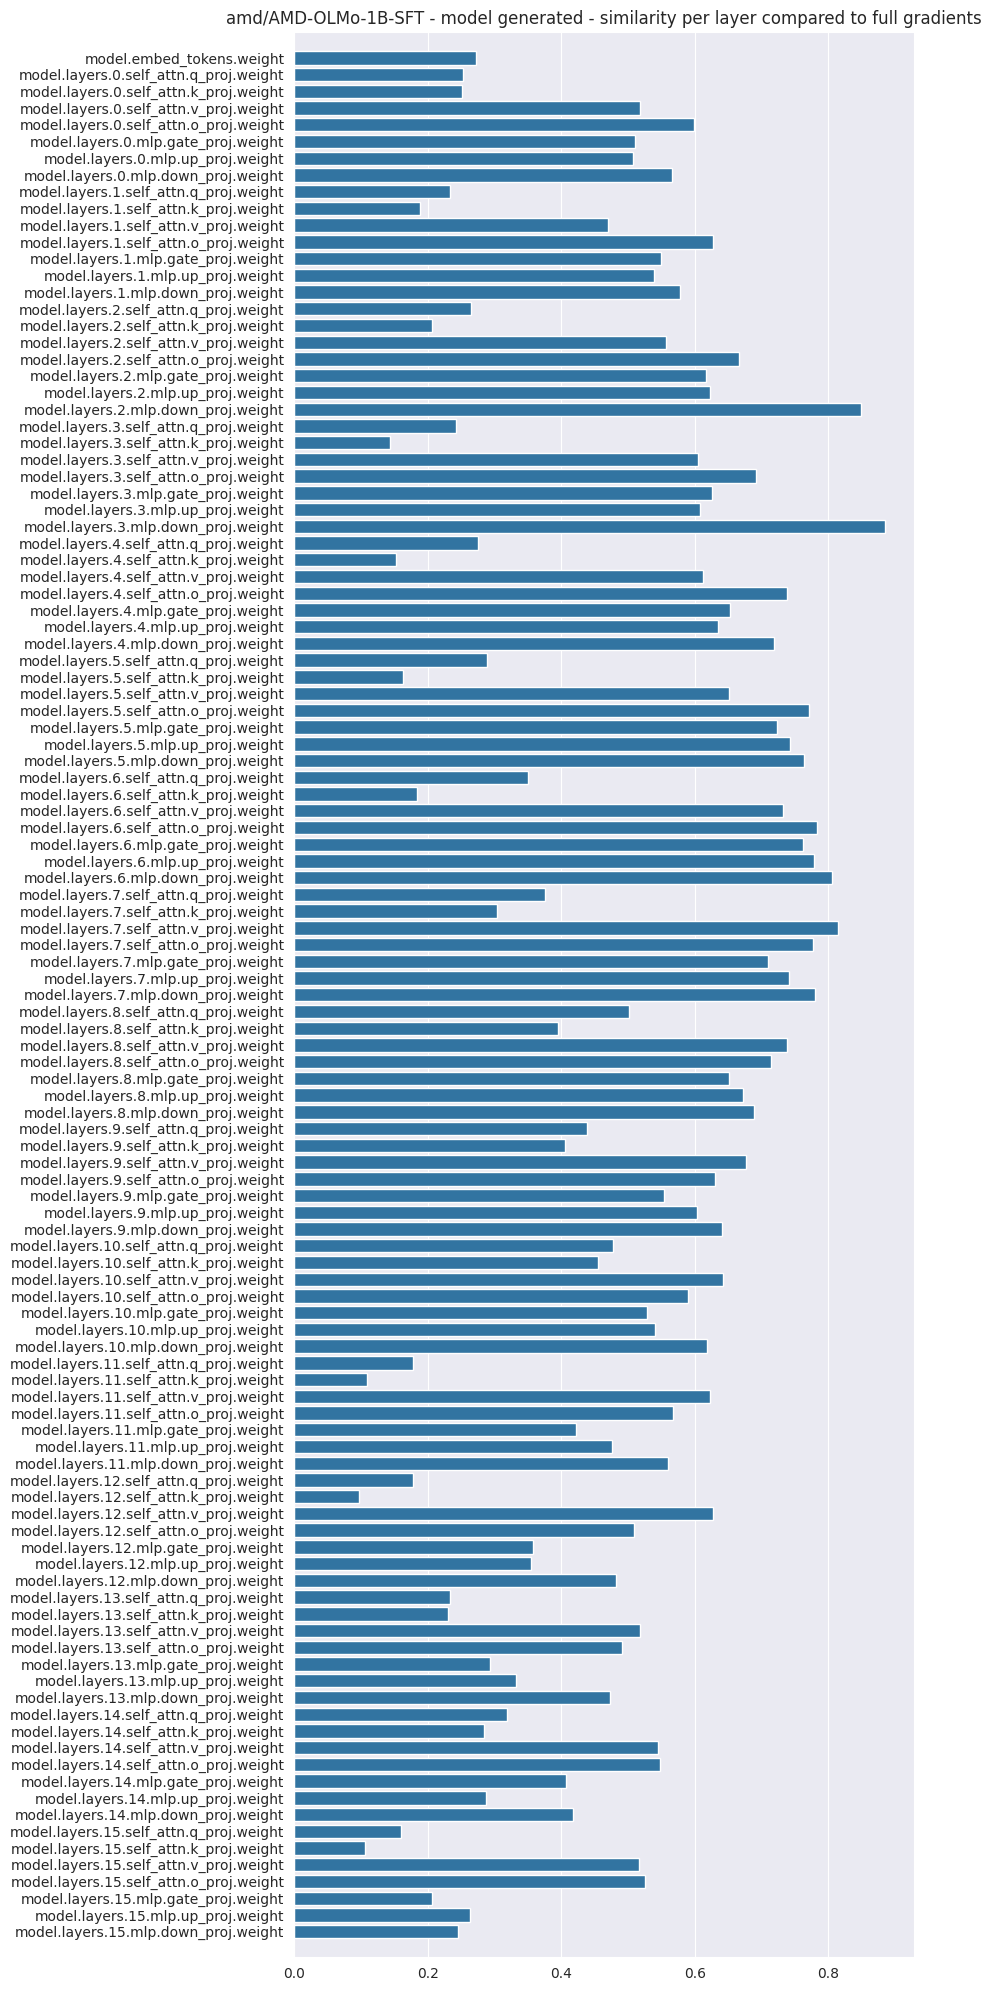 amd/AMD-OLMo-1B-SFT - model generated - similarity per layer compared to full gradients
model.embed_tokens.weight
model.layers.0.self_attn.q_proj.weight
model.layers.0.self_attn.k_proj.weight
model.layers.0.self_attn.v_proj.weight
model.layers.0.self_attn.o_proj.weight
model.layers.0.mlp.gate_proj.weight
model.layers.0.mlp.up_proj.weight
model.layers.0.mlp.down_proj.weight
model.layers.1.self_attn.q_proj.weight
model.layers.1.self_attn.k_proj.weight
model.layers.1.self_attn.v_proj.weight
model.layers.1.self_attn.o_proj.weight
model.layers.1.mlp.gate_proj.weight
model.layers.1.mlp.up_proj.weight
model.layers.1.mlp.down_proj.weight
model.layers.2.self_attn.q_proj.weight
model.layers.2.self_attn.k_proj.weight
model.layers.2.self_attn.v_proj.weight
model.layers.2.self_attn.o_proj.weight
model.layers.2.mlp.gate_proj.weight
model.layers.2.mlp.up_proj.weight
model.layers.2.mlp.down_proj.weight
model.layers.3.self_attn.q_proj.weight
model.layers.3.self_attn.k_proj.weight
model.layers.3.self_attn.v_proj.weight
model.layers.3.self_attn.o_proj.weight
model.layers.3.mlp.gate_proj.weight
model.layers.3.mlp.up_proj.weight
model.layers.3.mlp.down_proj.weight
model.layers.4.self_attn.q_proj.weight
model.layers.4.self_attn.k_proj.weight
model.layers.4.self_attn.v_proj.weight
model.layers.4.self_attn.o_proj.weight
model.layers.4.mlp.gate_proj.weight
model.layers.4.mlp.up_proj.weight
model.layers.4.mlp.down_proj.weight
model.layers.5.self_attn.q_proj.weight
model.layers.5.self_attn.k_proj.weight
model.layers.5.self_attn.v_proj.weight
model.layers.5.self_attn.o_proj.weight
model.layers.5.mlp.gate_proj.weight
model.layers.5.mlp.up_proj.weight
model.layers.5.mlp.down_proj.weight
model.layers.6.self_attn.q_proj.weight
model.layers.6.self_attn.k_proj.weight
model.layers.6.self_attn.v_proj.weight
model.layers.6.self_attn.o_proj.weight
model.layers.6.mlp.gate_proj.weight
model.layers.6.mlp.up_proj.weight
model.layers.6.mlp.down_proj.weight
model.layers.7.self_attn.q_proj.weight
model.layers.7.self_attn.k_proj.weight
model.layers.7.self_attn.v_proj.weight
model.layers.7.self_attn.o_proj.weight
model.layers.7.mlp.gate_proj.weight
model.layers.7.mlp.up_proj.weight
model.layers.7.mlp.down_proj.weight
model.layers.8.self_attn.q_proj.weight
model.layers.8.self_attn.k_proj.weight
model.layers.8.self_attn.v_proj.weight
model.layers.8.self_attn.o_proj.weight
model.layers.8.mlp.gate_proj.weight
model.layers.8.mlp.up_proj.weight
model.layers.8.mlp.down_proj.weight
model.layers.9.self_attn.q_proj.weight
model.layers.9.self_attn.k_proj.weight
model.layers.9.self_attn.v_proj.weight
model.layers.9.self_attn.o_proj.weight
model.layers.9.mlp.gate_proj.weight
model.layers.9.mlp.up_proj.weight
model.layers.9.mlp.down_proj.weight
model.layers.10.self_attn.q_proj.weight
model.layers.10.self_attn.k_proj.weight
model.layers.10.self_attn.v_proj.weight
model.layers.10.self_attn.o_proj.weight
model.layers.10.mlp.gate_proj.weight
model.layers.10.mlp.up_proj.weight
model.layers.10.mlp.down_proj.weight
model.layers.11.self_attn.q_proj.weight
model.layers.11.self_attn.k_proj.weight
model.layers.11.self_attn.v_proj.weight
model.layers.11.self_attn.o_proj.weight
model.layers.11.mlp.gate_proj.weight
model.layers.11.mlp.up_proj.weight
model.layers.11.mlp.down_proj.weight
model.layers.12.self_attn.q_proj.weight
model.layers.12.self_attn.k_proj.weight
model.layers.12.self_attn.v_proj.weight
model.layers.12.self_attn.o_proj.weight
model.layers.12.mlp.gate_proj.weight
model.layers.12.mlp.up_proj.weight
model.layers.12.mlp.down_proj.weight
model.layers.13.self_attn.q_proj.weight
model.layers.13.self_attn.k_proj.weight
model.layers.13.self_attn.v_proj.weight
model.layers.13.self_attn.o_proj.weight
model.layers.13.mlp.gate_proj.weight
model.layers.13.mlp.up_proj.weight
model.layers.13.mlp.down_proj.weight
model.layers.14.self_attn.q_proj.weight
model.layers.14.self_attn.k_proj.weight
model.layers.14.self_attn.v_proj.weight
model.layers.14.self_attn.o_proj.weight
model.layers.14.mlp.gate_proj.weight
model.layers.14.mlp.up_proj.weight
model.layers.14.mlp.down_proj.weight
model.layers.15.self_attn.q_proj.weight
model.layers.15.self_attn.k_proj.weight
model.layers.15.self_attn.v_proj.weight
model.layers.15.self_attn.o_proj.weight
model.layers.15.mlp.gate_proj.weight
model.layers.15.mlp.up_proj.weight
model.layers.15.mlp.down_proj.weight
0.0 0.2 0.4 0.6 0.8